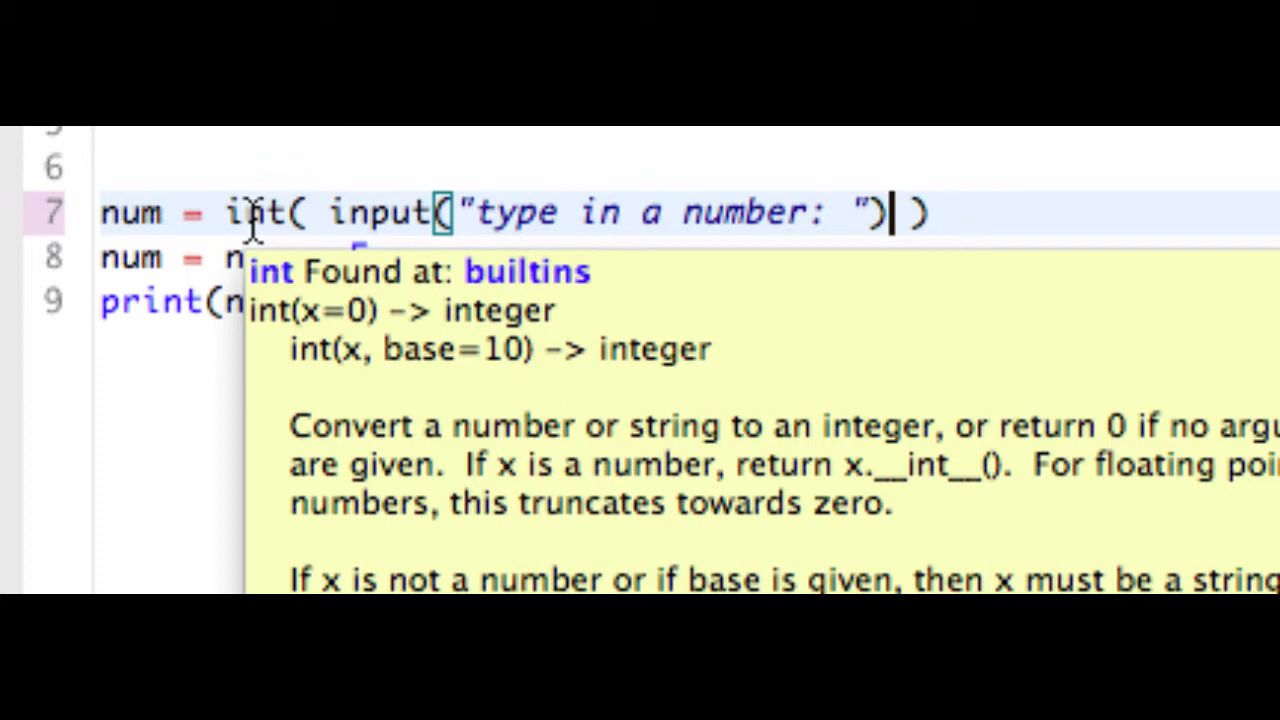 6
7 num = int( input("type in a number: ") )
8 num = n
9 print(n
int Found at: builtins
int(x=0) -> integer
int(x, base=10) -> integer
Convert a number or string to an integer, or return 0 if no argu
are given. If x is a number, return x.__int__(). For floating poi
numbers, this truncates towards zero.
If x is not a number or if base is given, then x must be a string